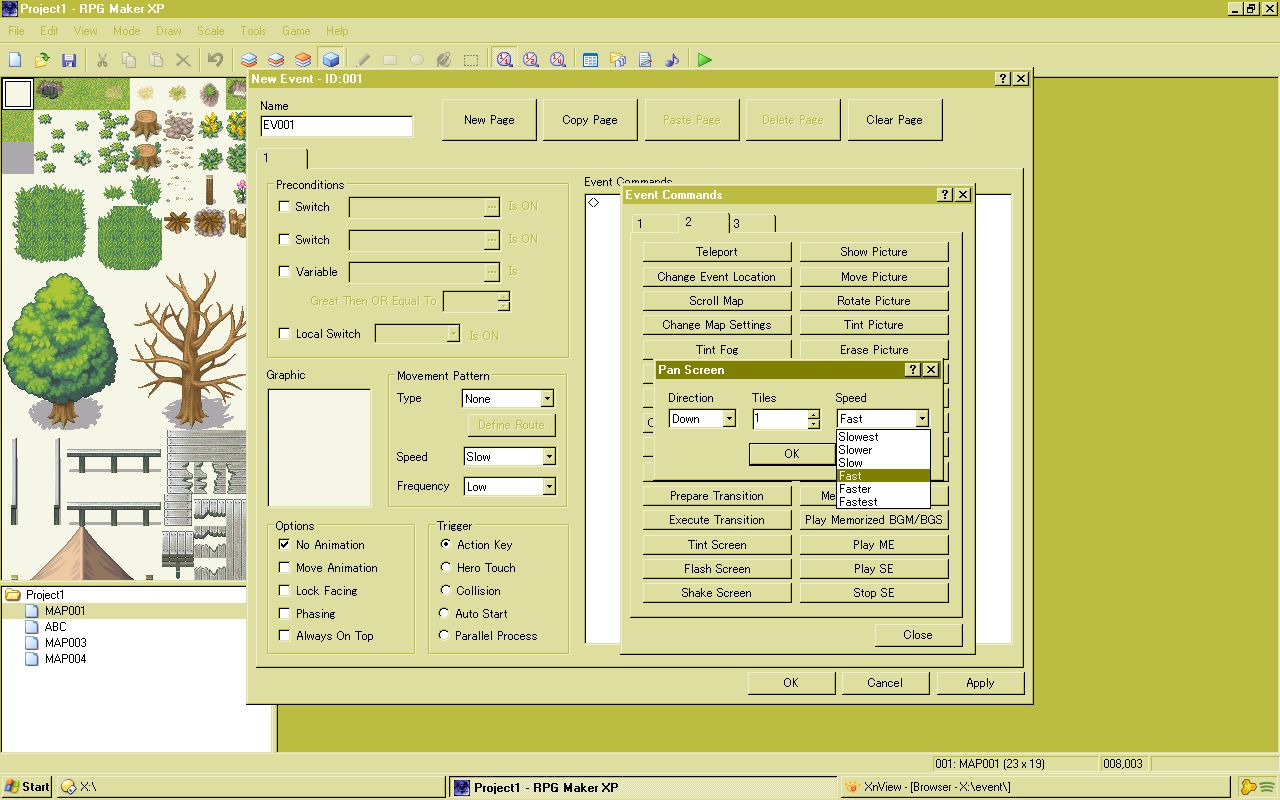 Project1 - RPG Maker XP
File Edit View Mode Draw Scale Tools Game Help
New Event - ID:001
Name
EV001
New Page Copy Page Paste Page Delete Page Clear Page
1
Preconditions
Switch Is ON
Switch Is ON
Variable Is
Great Then OR Equal To
Local Switch Is ON
Graphic
Movement Pattern
Type None
Define Route
Speed Slow
Frequency Low
Options
No Animation
Move Animation
Lock Facing
Phasing
Always On Top
Trigger
Action Key
Hero Touch
Collision
Auto Start
Parallel Process
Event Commands
Event Commands
1 2 3
Teleport Show Picture
Change Event Location Move Picture
Scroll Map Rotate Picture
Change Map Settings Tint Picture
Tint Fog Erase Picture
Pan Screen
Direction Tiles Speed
Down 1 Fast
OK
Slowest
Slower
Slow
Fast
Faster
Fastest
Prepare Transition
Execute Transition Play Memorized BGM/BGS
Tint Screen Play ME
Flash Screen Play SE
Shake Screen Stop SE
Close
OK Cancel Apply
Project1
MAP001
ABC
MAP003
MAP004
001: MAP001 (23 x 19) 008,003
Start X:\ Project1 - RPG Maker XP XnView - [Browser - X:\event\]